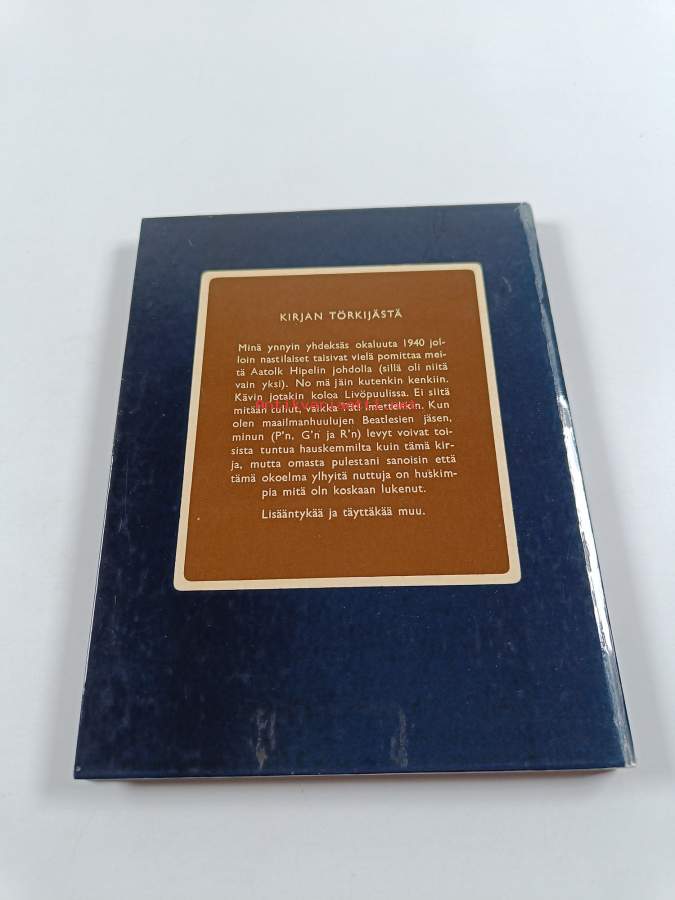 KIRJAN TÖRKIJÄSTÄ
Minä ynnyin yhdeksäs okaluuta 1940 jol-
loin nastilaiset taisivat vielä pomittaa mei-
tä Aatolk Hipelin johdolla (sillä oli niitä
vain yksi). No mä jäin kutenkin kenkiin.
Kävin jotakin koloa Livöpuulissa. Ei siitä
mitään tullut, vaikka täti imettelikin. Kun
olen maailmanhuulujen Beatlesien jäsen,
minun (P'n, G'n ja R'n) levyt voivat toi-
sista tuntua hauskemmilta kuin tämä kir-
ja, mutta omasta pulestani sanoisin että
tämä okoelma ylhyitä nuttuja on huskim-
pia mitä oln koskaan lukenut.
Lisääntykää ja täyttäkää muu.